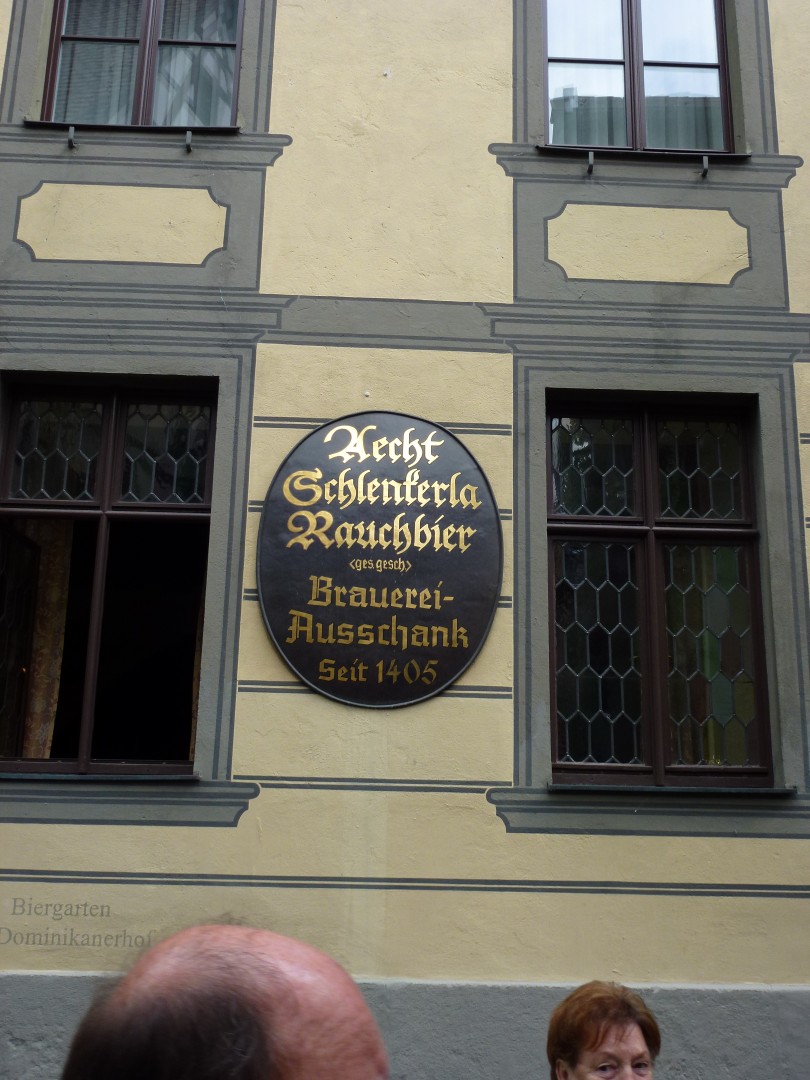 Aecht
Schlenkerla
Rauchbier
<ges.gesch>
Brauerei-
Ausschank
Seit 1405
Biergarten
Dominikanerhof